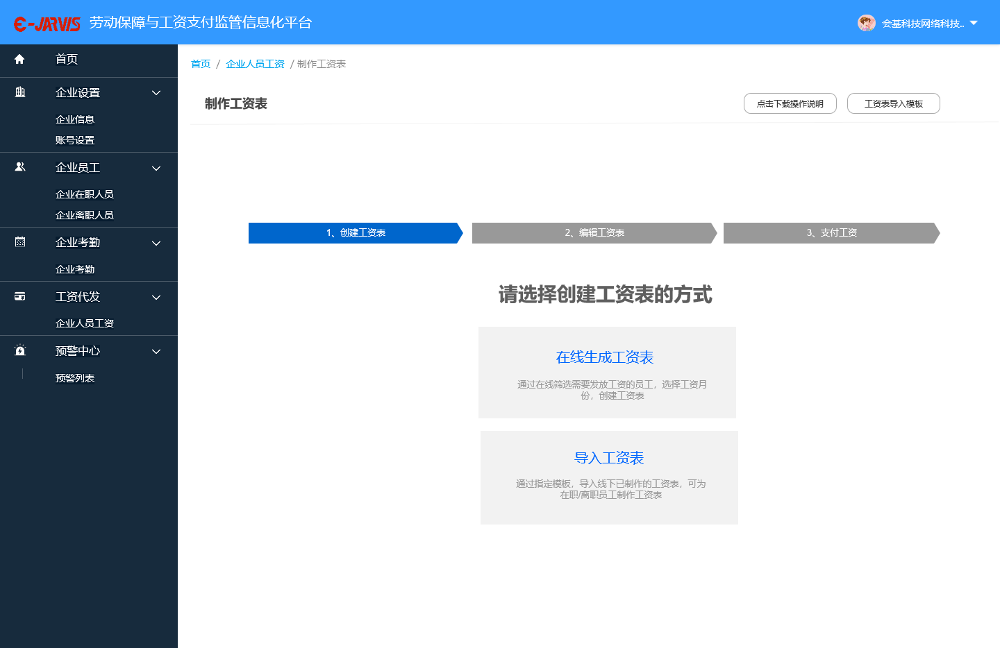 e-JARVIS 劳动保障与工资支付监管信息化平台
会基科技网络科技..
首页
企业设置
企业信息
账号设置
企业员工
企业在职人员
企业离职人员
企业考勤
企业考勤
工资代发
企业人员工资
预警中心
预警列表
首页 / 企业人员工资 / 制作工资表
制作工资表
点击下载操作说明
工资表导入模板
1、创建工资表
2、编辑工资表
3、支付工资
请选择创建工资表的方式
在线生成工资表
通过在线筛选需要发放工资的员工，选择工资月
份，创建工资表
导入工资表
通过指定模板，导入线下已制作的工资表，可为
在职/离职员工制作工资表